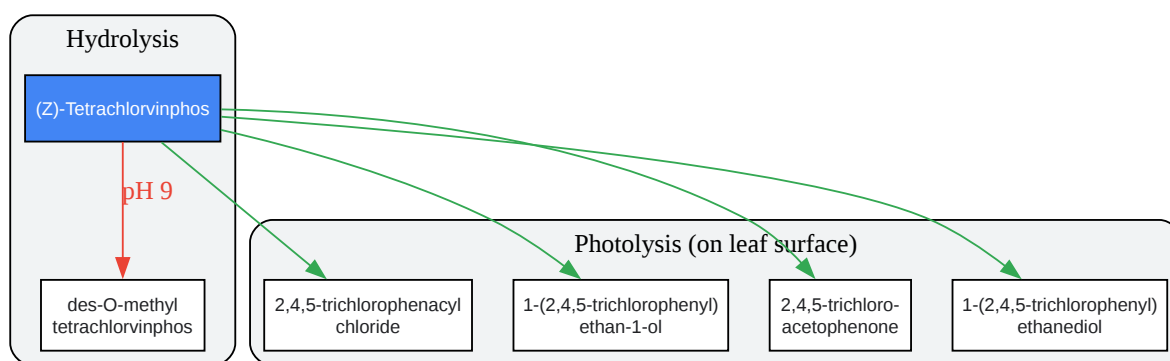 Hydrolysis
(Z)-Tetrachlorvinphos
pH 9
Photolysis (on leaf surface)
des-O-methyl
tetrachlorvinphos
2,4,5-trichlorophenacyl
chloride
1-(2,4,5-trichlorophenyl)
ethan-1-ol
2,4,5-trichloro-
acetophenone
1-(2,4,5-trichlorophenyl)
ethanediol